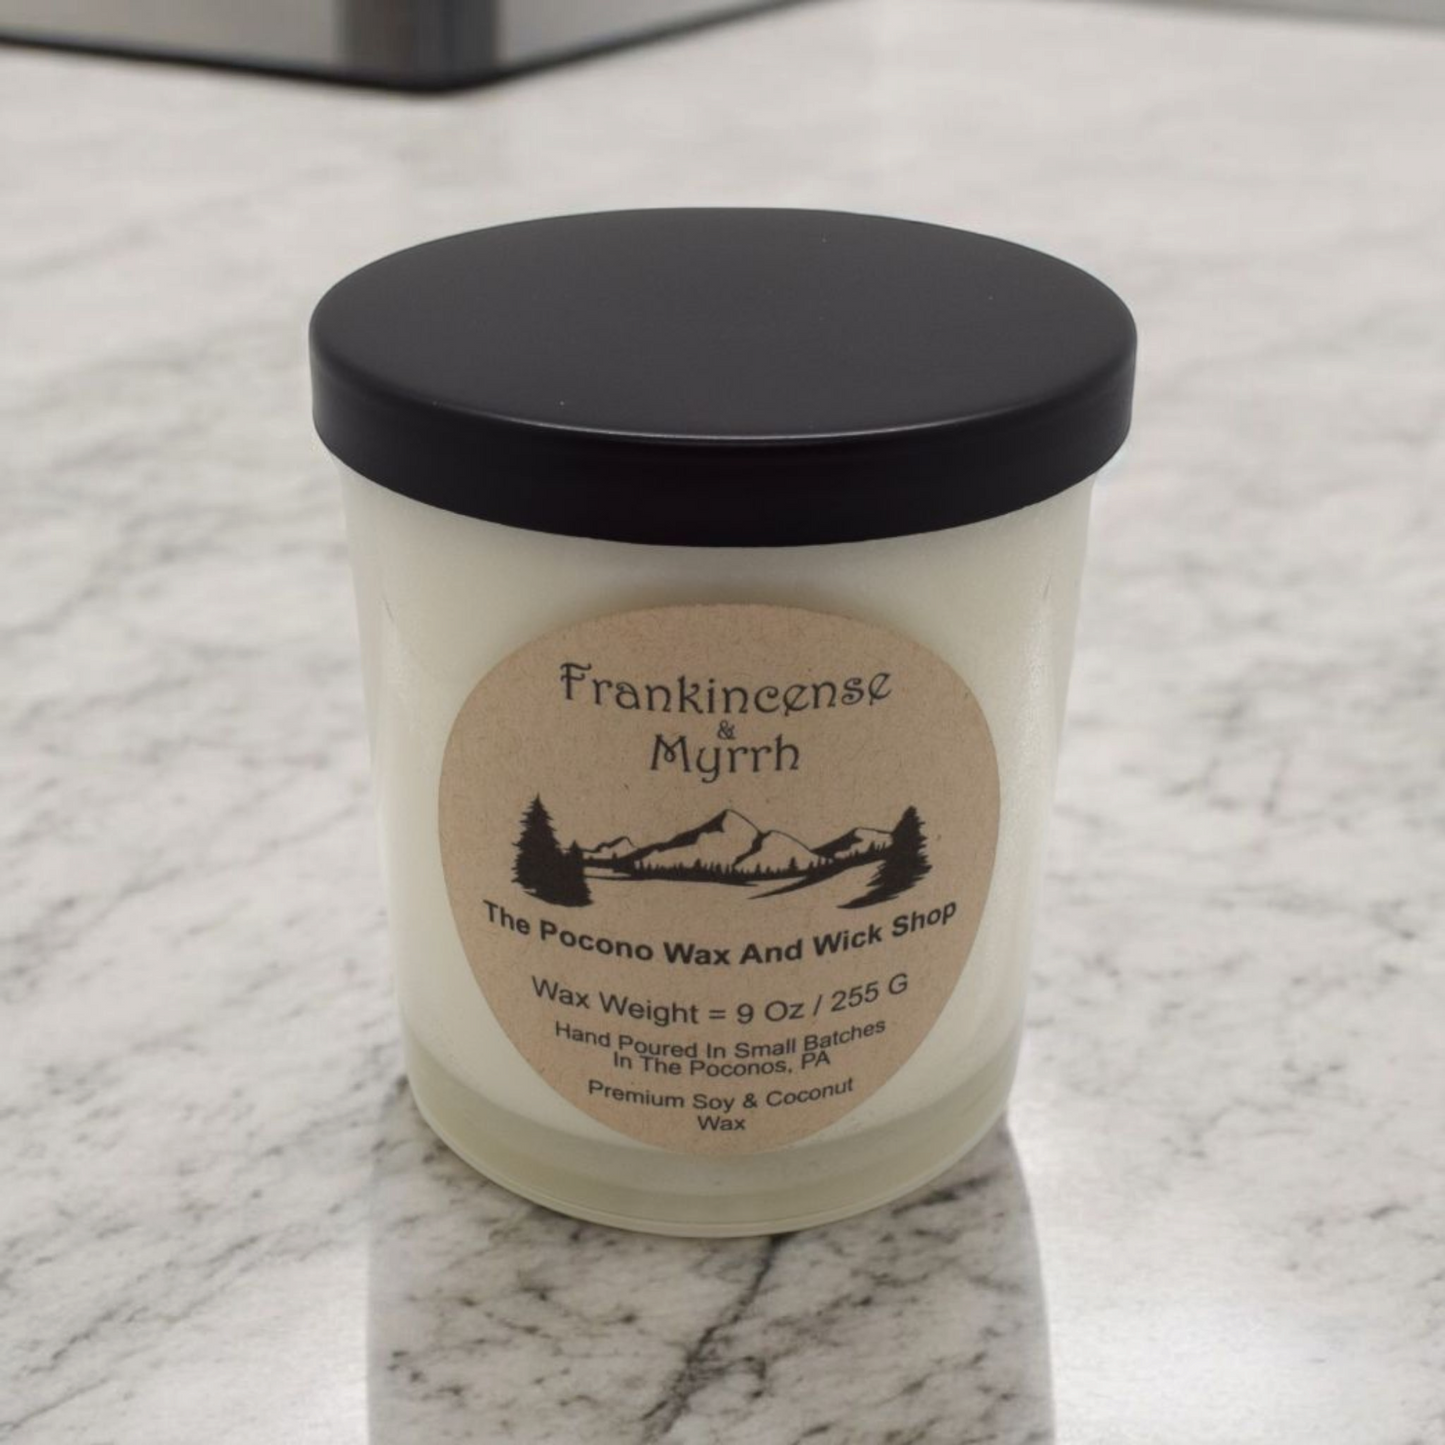 Frankincense
&
Myrrh
The Pocono Wax And Wick Shop
Wax Weight = 9 Oz / 255 G
Hand Poured In Small Batches
In The Poconos, PA
Premium Soy & Coconut
Wax